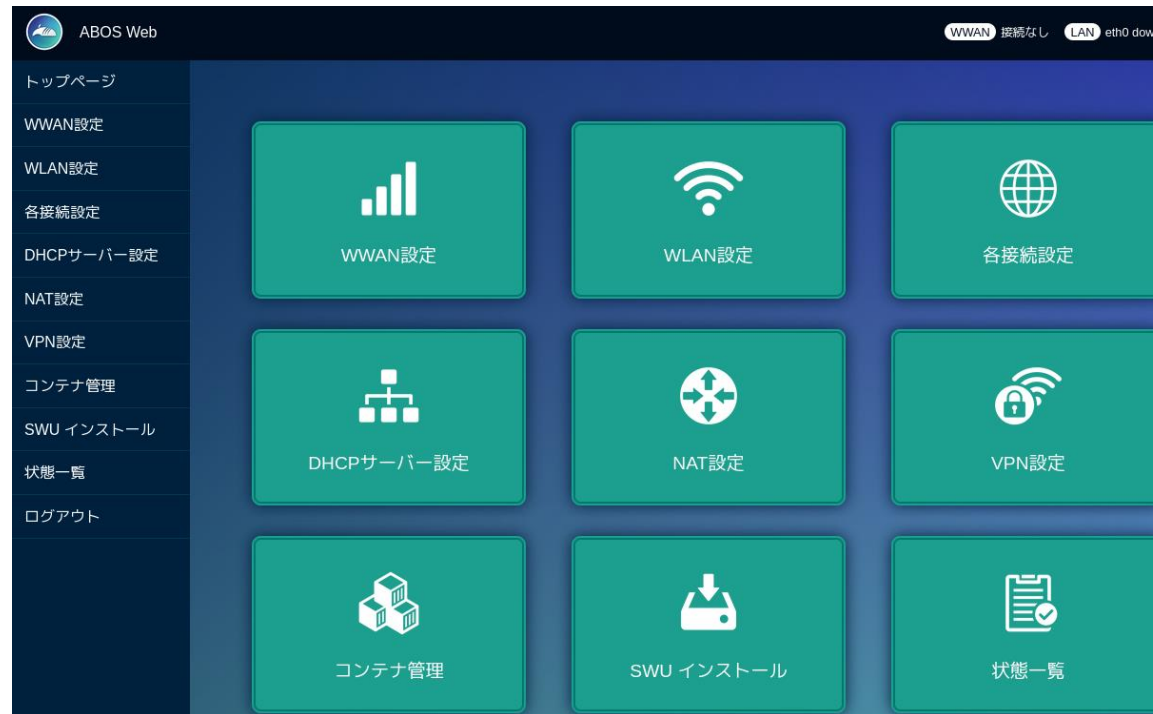 ABOS Web
WWAN 接続なし LAN eth0 dow
トップページ
WWAN設定
WLAN設定
各接続設定
DHCPサーバー設定
NAT設定
VPN設定
コンテナ管理
SWU インストール
状態一覧
ログアウト
WWAN設定
WLAN設定
各接続設定
DHCPサーバー設定
NAT設定
VPN設定
コンテナ管理
SWU インストール
状態一覧